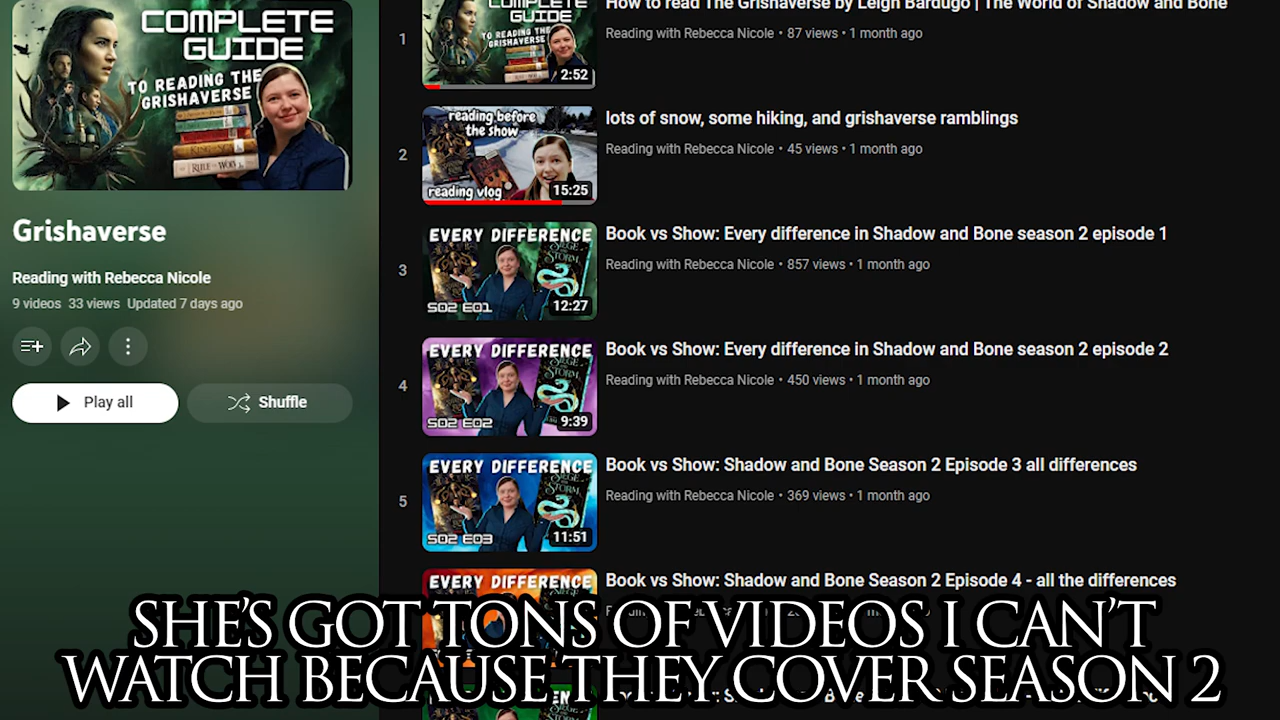 COMPLETE
GUIDE
TO READING THE
GRISHAVERSE
Grishaverse
Reading with Rebecca Nicole
9 videos 33 views Updated 7 days ago
Play all
Shuffle
1
COMPLETE
GUIDE
TO READING THE
GRISHAVERSE
2:52
How to read The Grishaverse by Leigh Bardugo | The World of Shadow and Bone
Reading with Rebecca Nicole • 87 views • 1 month ago
2
reading before
the show
reading vlog
15:25
lots of snow, some hiking, and grishaverse ramblings
Reading with Rebecca Nicole • 45 views • 1 month ago
3
EVERY DIFFERENCE
S02 E01
12:27
Book vs Show: Every difference in Shadow and Bone season 2 episode 1
Reading with Rebecca Nicole • 857 views • 1 month ago
4
EVERY DIFFERENCE
S02 E02
9:39
Book vs Show: Every difference in Shadow and Bone season 2 episode 2
Reading with Rebecca Nicole • 450 views • 1 month ago
5
EVERY DIFFERENCE
S02 E03
11:51
Book vs Show: Shadow and Bone Season 2 Episode 3 all differences
Reading with Rebecca Nicole • 369 views • 1 month ago
EVERY DIFFERENCE
Book vs Show: Shadow and Bone Season 2 Episode 4 - all the differences
SHE'S GOT TONS OF VIDEOS I CAN'T
WATCH BECAUSE THEY COVER SEASON 2